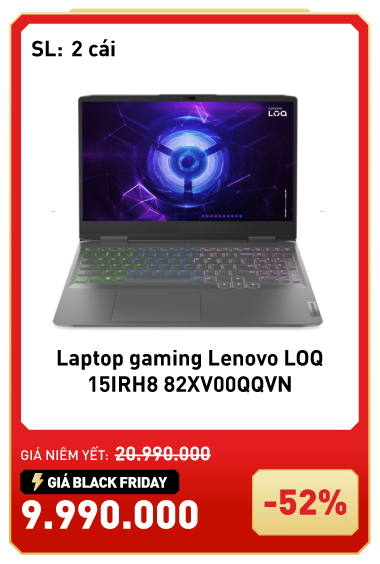 SL: 2 cái
Lenovo
LOQ
Laptop gaming Lenovo LOQ
15IRH8 82XV00QQVN
GIÁ NIÊM YẾT: 20.990.000
GIÁ BLACK FRIDAY
9.990.000
-52%